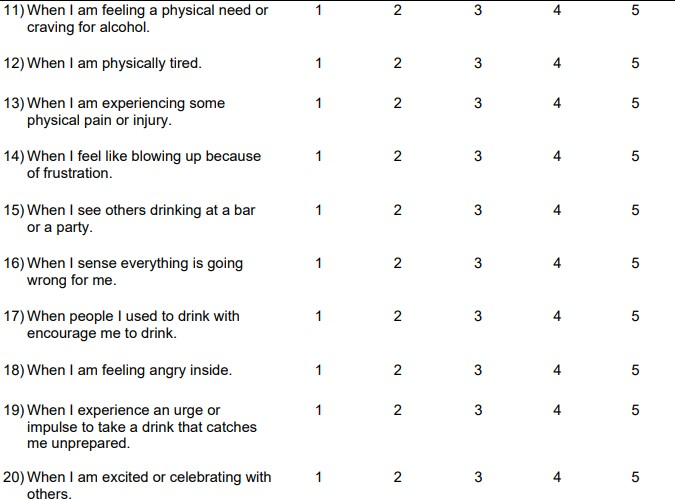 11) When I am feeling a physical need or 1 2 3 4 5
craving for alcohol.
12) When I am physically tired. 1 2 3 4 5
13) When I am experiencing some 1 2 3 4 5
physical pain or injury.
14) When I feel like blowing up because 1 2 3 4 5
of frustration.
15) When I see others drinking at a bar 1 2 3 4 5
or a party.
16) When I sense everything is going 1 2 3 4 5
wrong for me.
17) When people I used to drink with 1 2 3 4 5
encourage me to drink.
18) When I am feeling angry inside. 1 2 3 4 5
19) When I experience an urge or 1 2 3 4 5
impulse to take a drink that catches
me unprepared.
20) When I am excited or celebrating with 1 2 3 4 5
others.